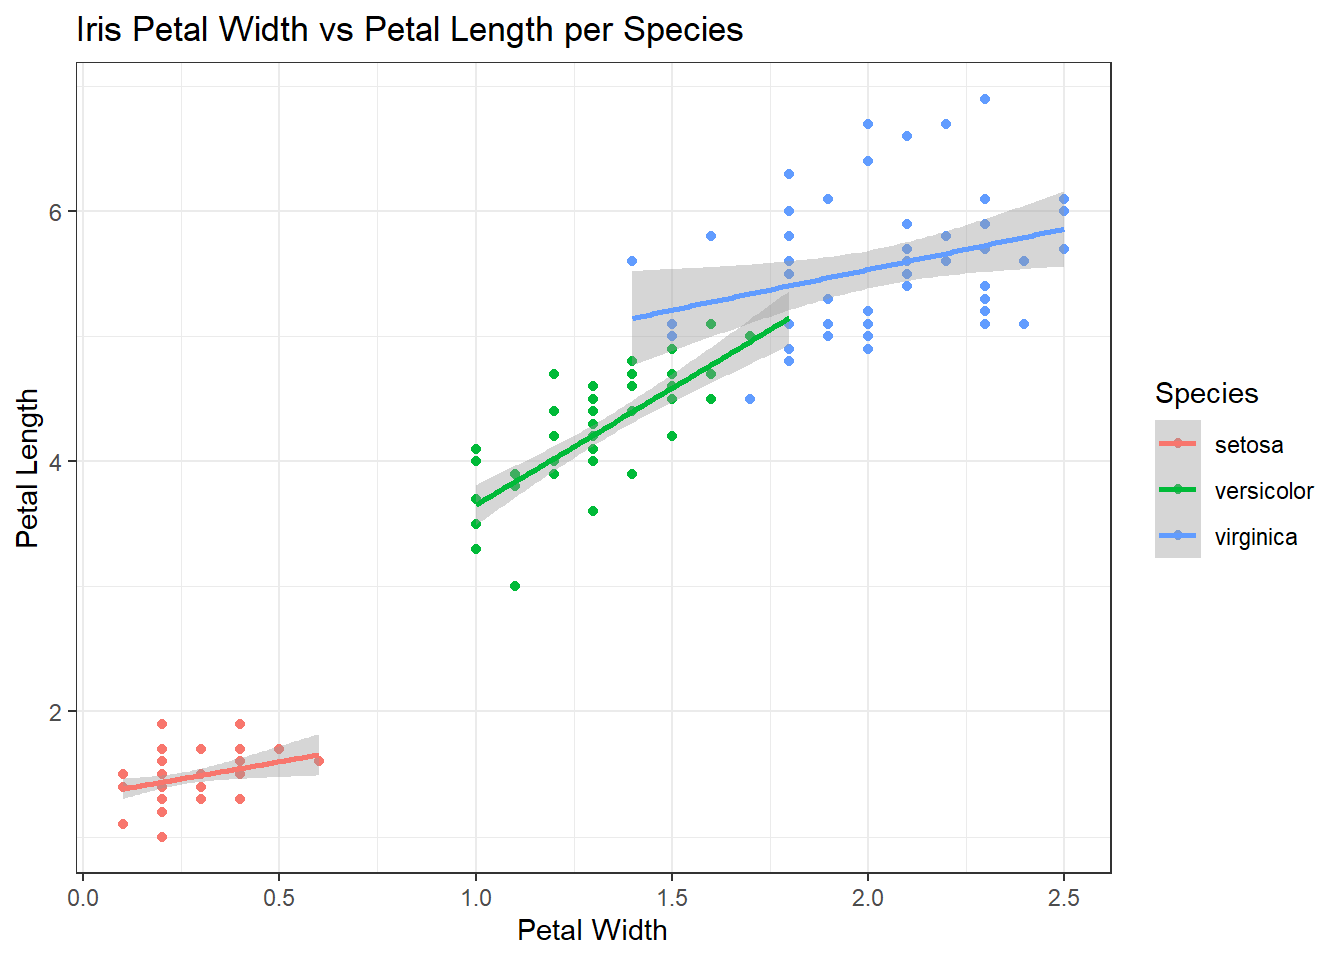 Iris Petal Width vs Petal Length per Species
6
4
2
Petal Length
0.0 0.5 1.0 1.5 2.0 2.5
Petal Width
Species
setosa
versicolor
virginica